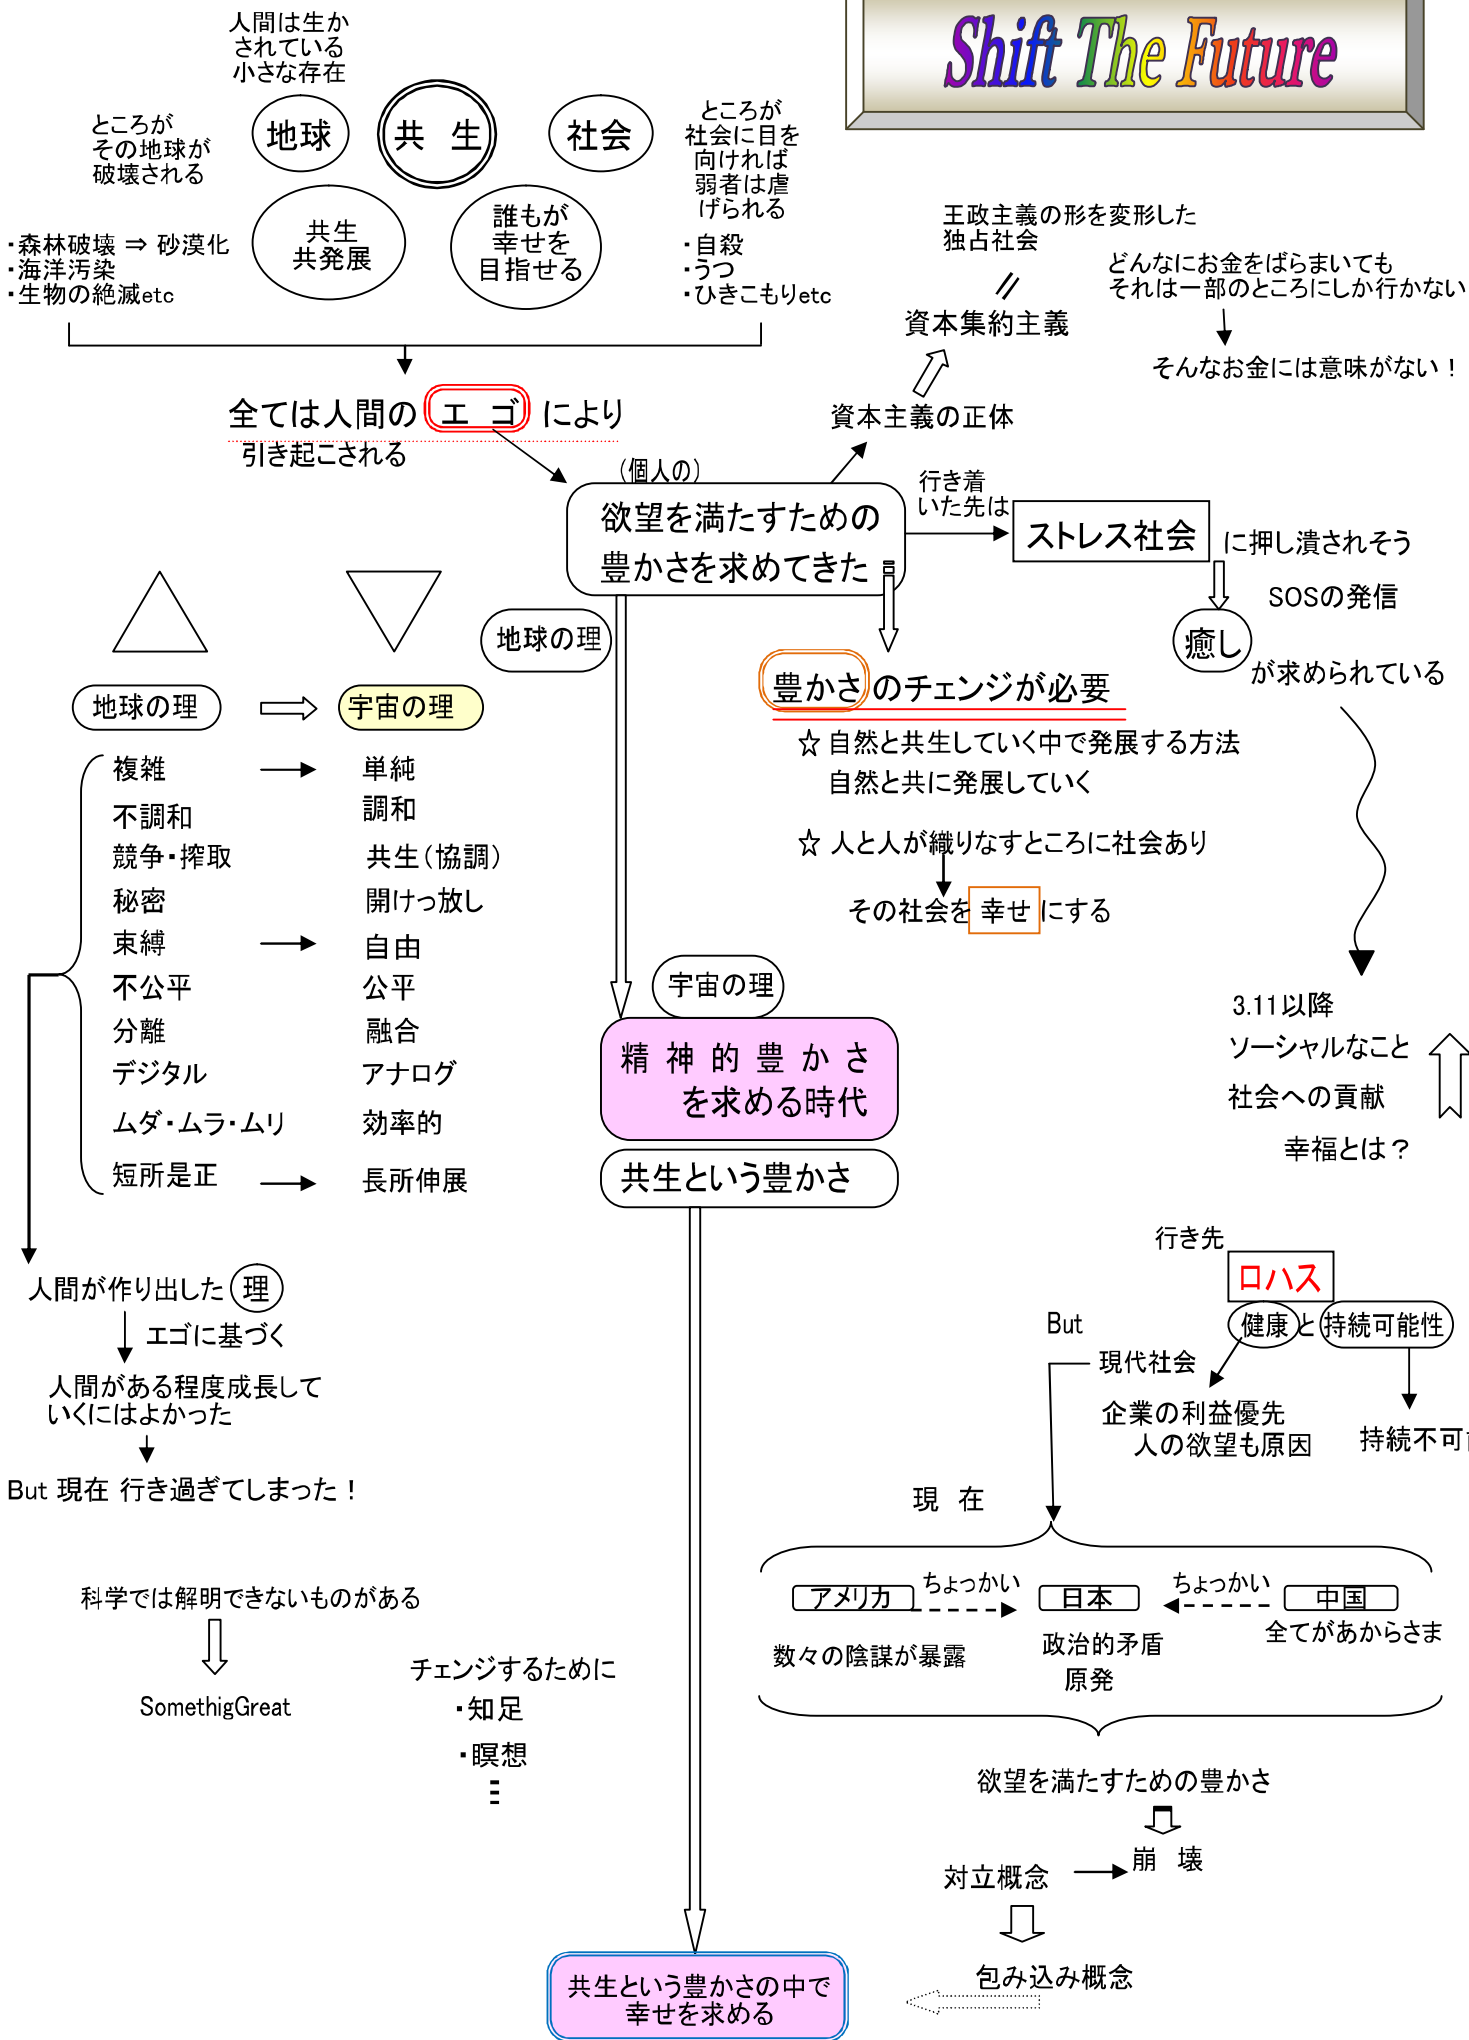 Shift The Future
人間は生か
されている
小さな存在
地球
共 生
社会
ところが
その地球が
破壊される
ところが
社会に目を
向ければ
弱者は虐
げられる
共生
共発展
誰もが
幸せを
目指せる
・森林破壊 ⇒ 砂漠化
・海洋汚染
・生物の絶滅etc
・自殺
・うつ
・ひきこもりetc
王政主義の形を変形した
独占社会
〃
資本集約主義
どんなにお金をばらまいても
それは一部のところにしか行かない
そんなお金には意味がない！
資本主義の正体
全ては人間の エ ゴ により
引き起こされる
（個人の）
欲望を満たすための
豊かさを求めてきた
行き着
いた先は
ストレス社会 に押し潰されそう
SOSの発信
癒し
が求められている
地球の理
豊かさ のチェンジが必要
☆ 自然と共生していく中で発展する方法
自然と共に発展していく
☆ 人と人が織りなすところに社会あり
その社会を 幸せ にする
地球の理
宇宙の理
複雑
単純
不調和
調和
競争・搾取
共生（協調）
秘密
開けっ放し
束縛
自由
不公平
公平
分離
融合
デジタル
アナログ
ムダ・ムラ・ムリ
効率的
短所是正
長所伸展
宇宙の理
精 神 的 豊 か さ
を求める時代
共生という豊かさ
3.11以降
ソーシャルなこと
社会への貢献
幸福とは？
人間が作り出した 理
エゴに基づく
人間がある程度成長して
いくにはよかった
But 現在 行き過ぎてしまった！
行き先
ロハス
健康 と 持続可能性
But
現代社会
企業の利益優先
人の欲望も原因
持続不可
現 在
アメリカ
ちょっかい
日本
ちょっかい
中国
数々の陰謀が暴露
政治的矛盾
原発
全てがあからさま
科学では解明できないものがある
SomethigGreat
チェンジするために
・知足
・瞑想
欲望を満たすための豊かさ
崩 壊
対立概念
包み込み概念
共生という豊かさの中で
幸せを求める